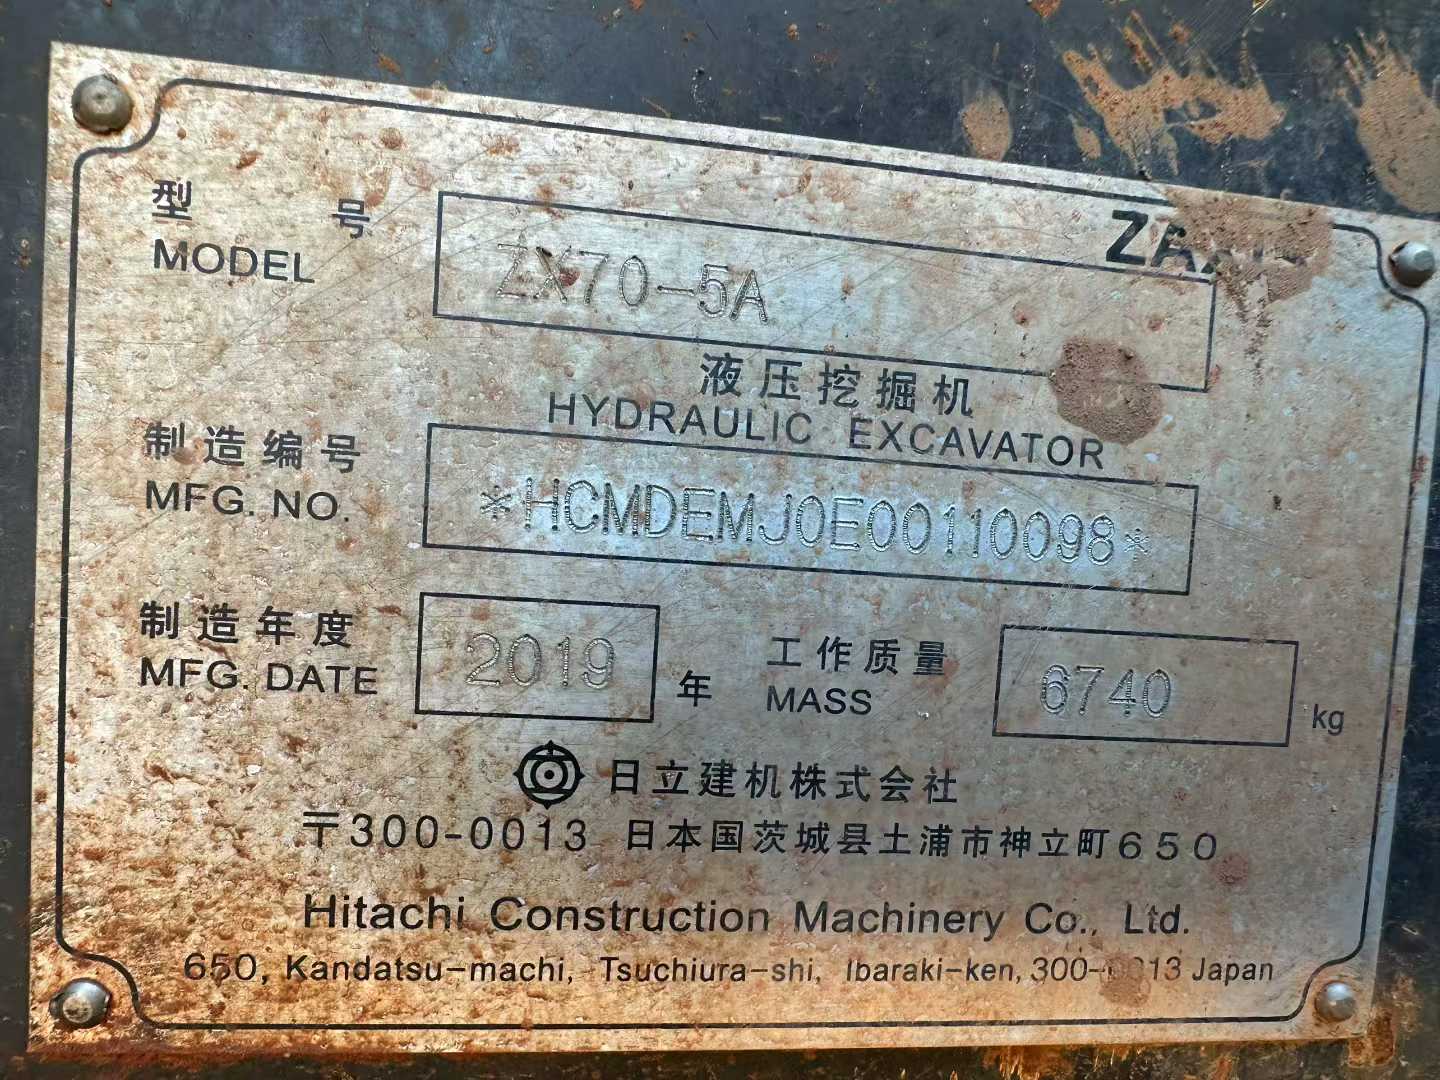 型 号
MODEL
ZX70-5A
液压挖掘机
HYDRAULIC EXCAVATOR
制造编号
MFG. NO.
*HCMDEMJ0E00110098*
制造年度
MFG. DATE
2019
年
工作质量
MASS
6740
kg
日立建机株式会社
〒300-0013 日本国茨城县土浦市神立町650
Hitachi Construction Machinery Co., Ltd.
650, Kandatsu-machi, Tsuchiura-shi, Ibaraki-ken, Japan